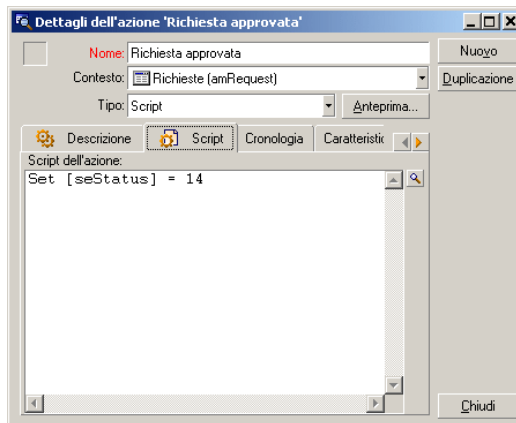 Dettagli dell'azione 'Richiesta approvata'
Nome: Richiesta approvata
Nuovo
Contesto: Richieste (amRequest)
Duplicazione
Tipo: Script
Anteprima...
Descrizione Script Cronologia Caratteristic
Script dell'azione:
Set [seStatus] = 14
Chiudi